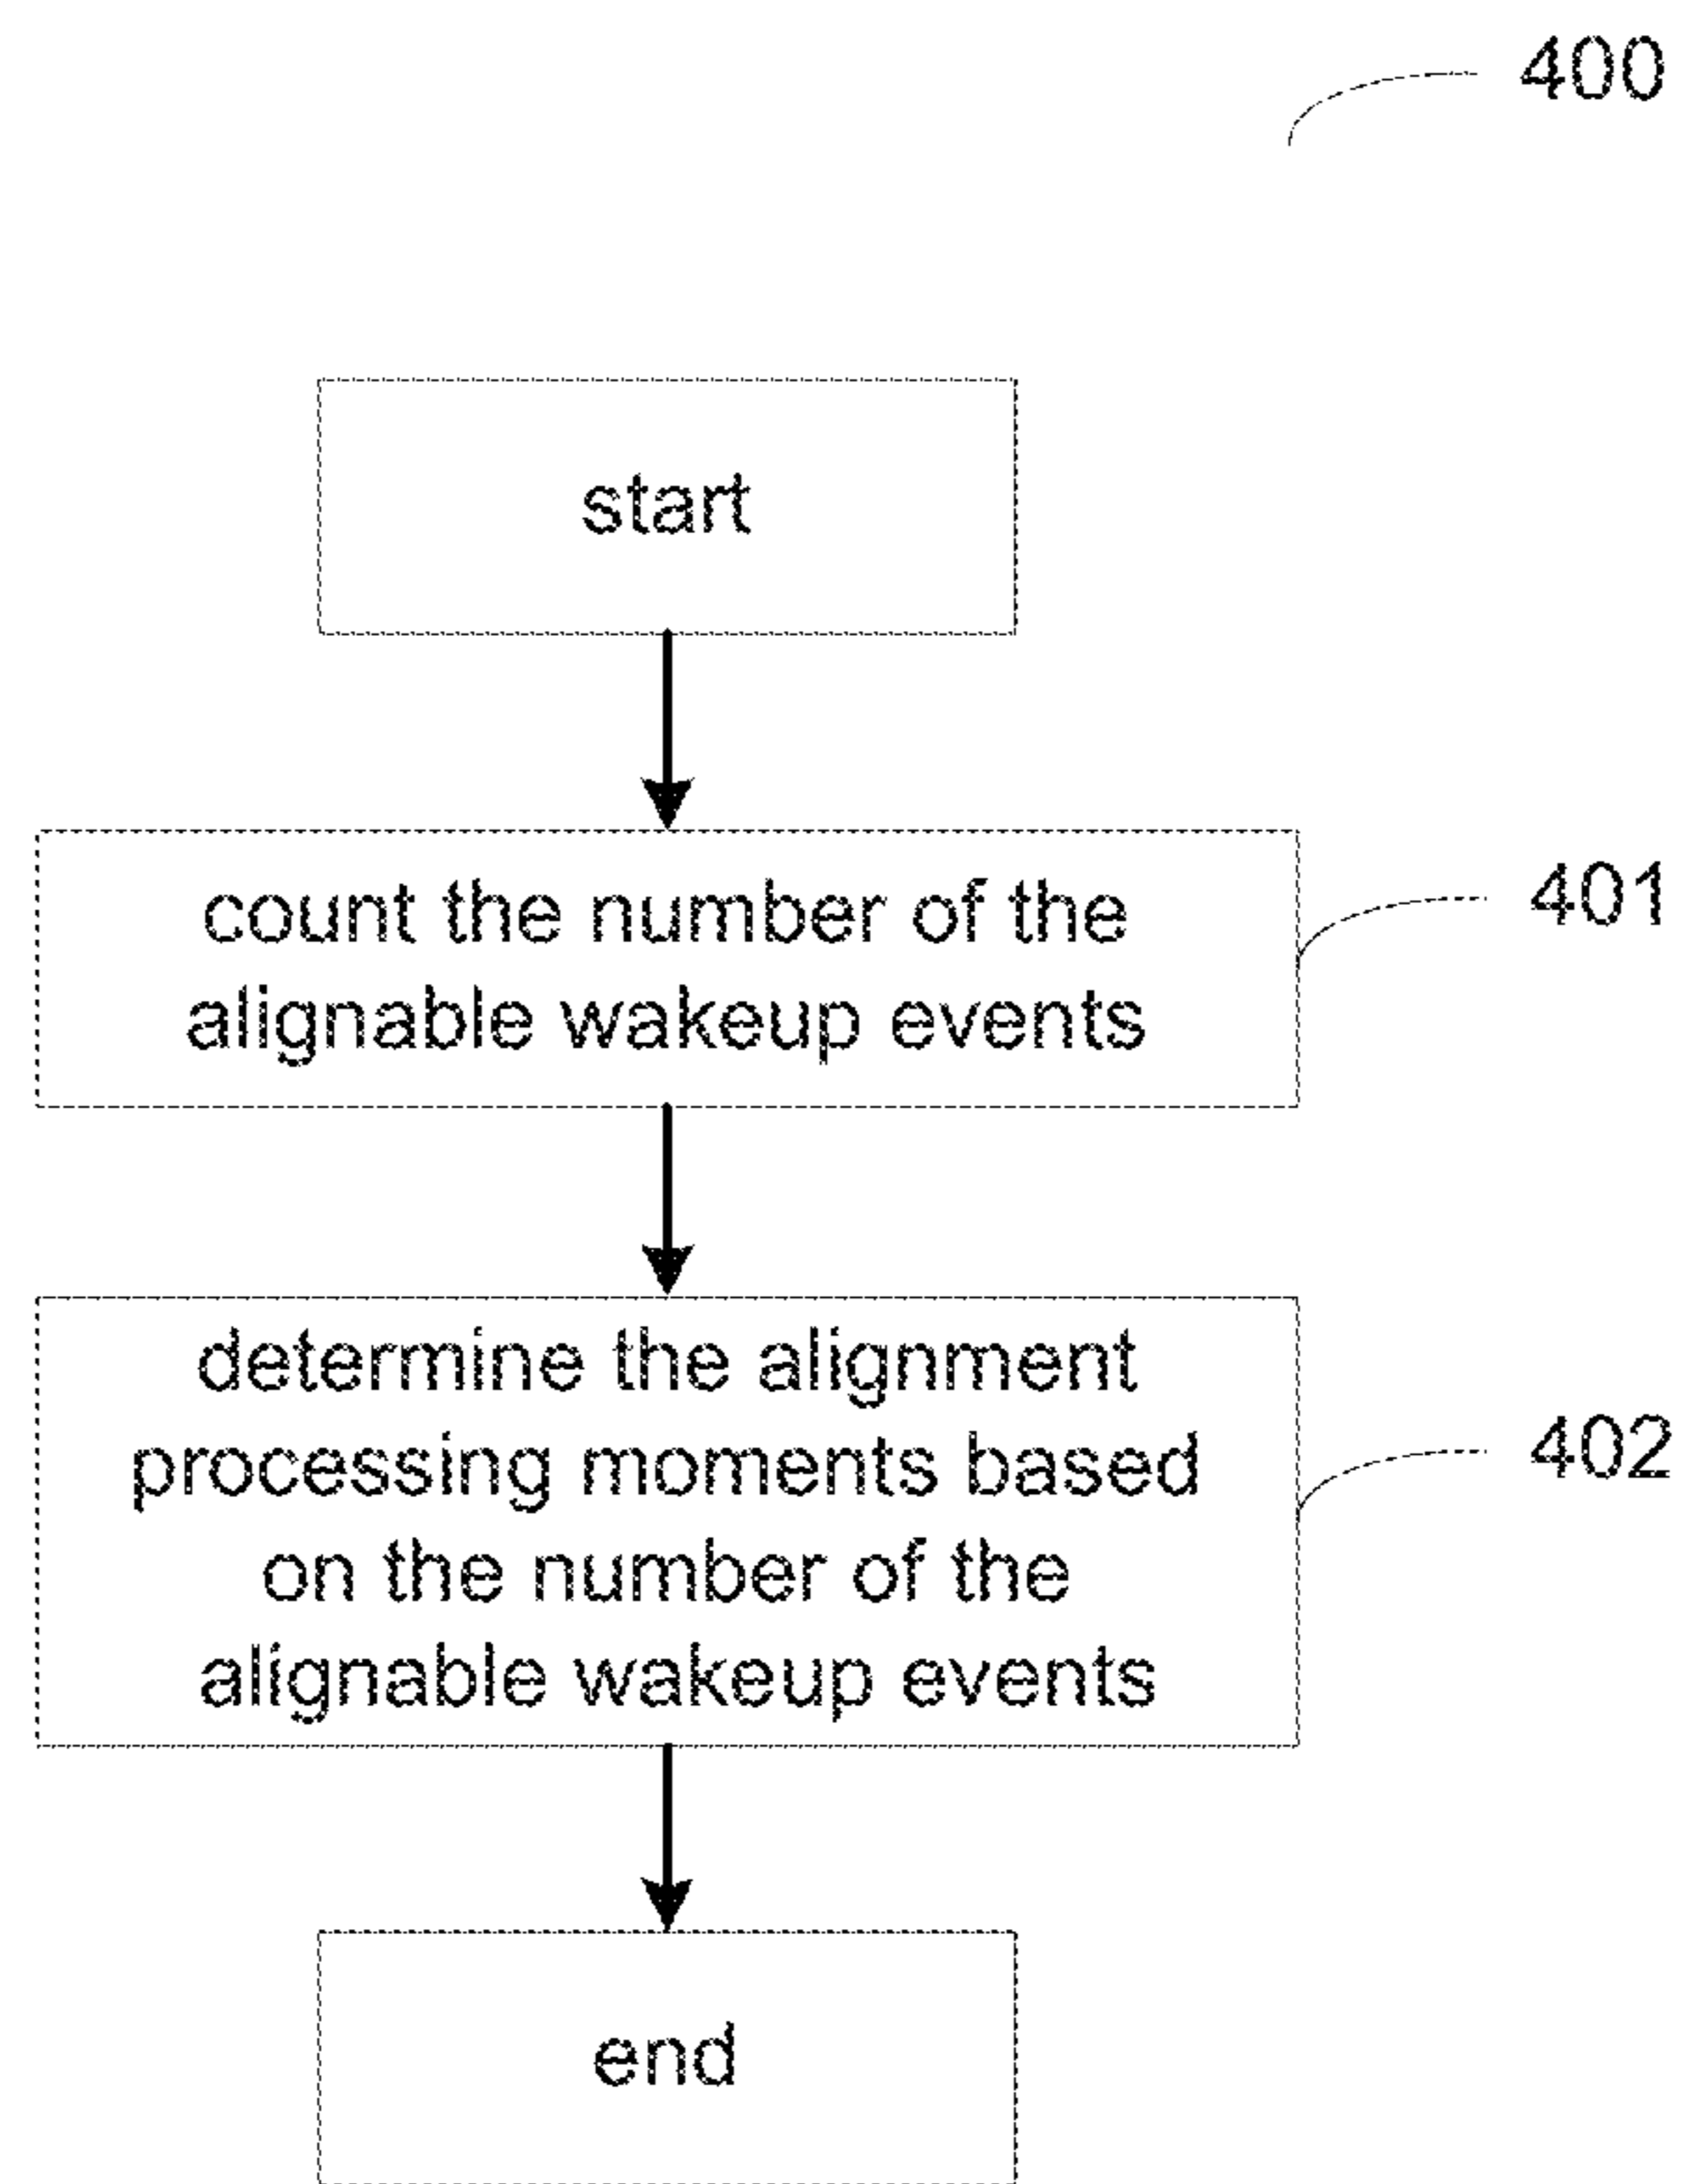 400
start
count the number of the
alignable wakeup events
401
determine the alignment
processing moments based
on the number of the
alignable wakeup events
402
end